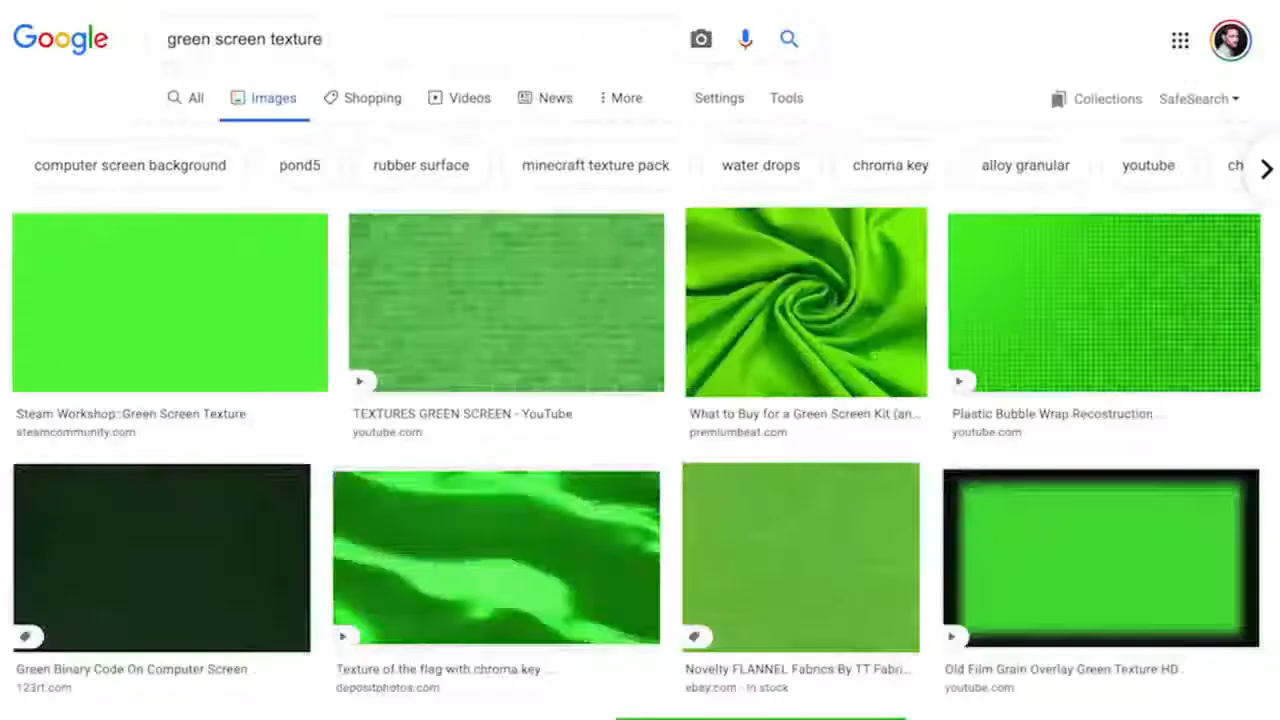 Google
green screen texture
All Images Shopping Videos News More Settings Tools Collections SafeSearch
computer screen background pond5 rubber surface minecraft texture pack water drops chroma key alloy granular youtube ch
Steam Workshop::Green Screen Texture
steamcommunity.com
TEXTURES GREEN SCREEN - YouTube
youtube.com
What to Buy for a Green Screen Kit (an...
premiumbeat.com
Plastic Bubble Wrap Recostruction ...
youtube.com
Green Binary Code On Computer Screen ...
123rf.com
Texture of the flag with chroma key ...
depositphotos.com
Novelty FLANNEL Fabrics By TT Fabri...
ebay.com · In stock
Old Film Grain Overlay Green Texture HD...
youtube.com